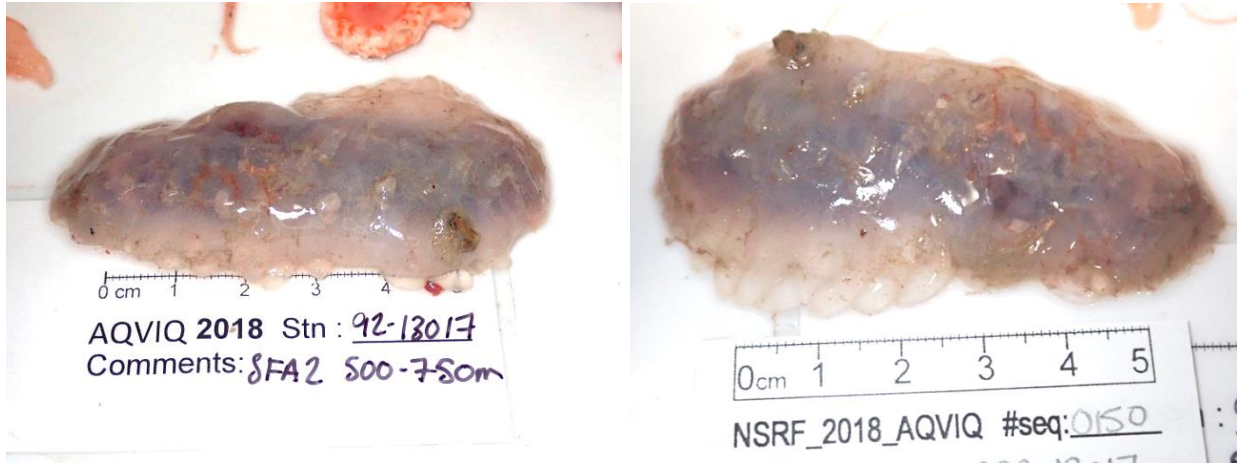 0 cm 1 2 3 4
AQVIQ 2018 Stn : 92-13017
Comments: SFA2 500-750m
0cm 1 2 3 4 5
NSRF_2018_AQVIQ #seq: 0150